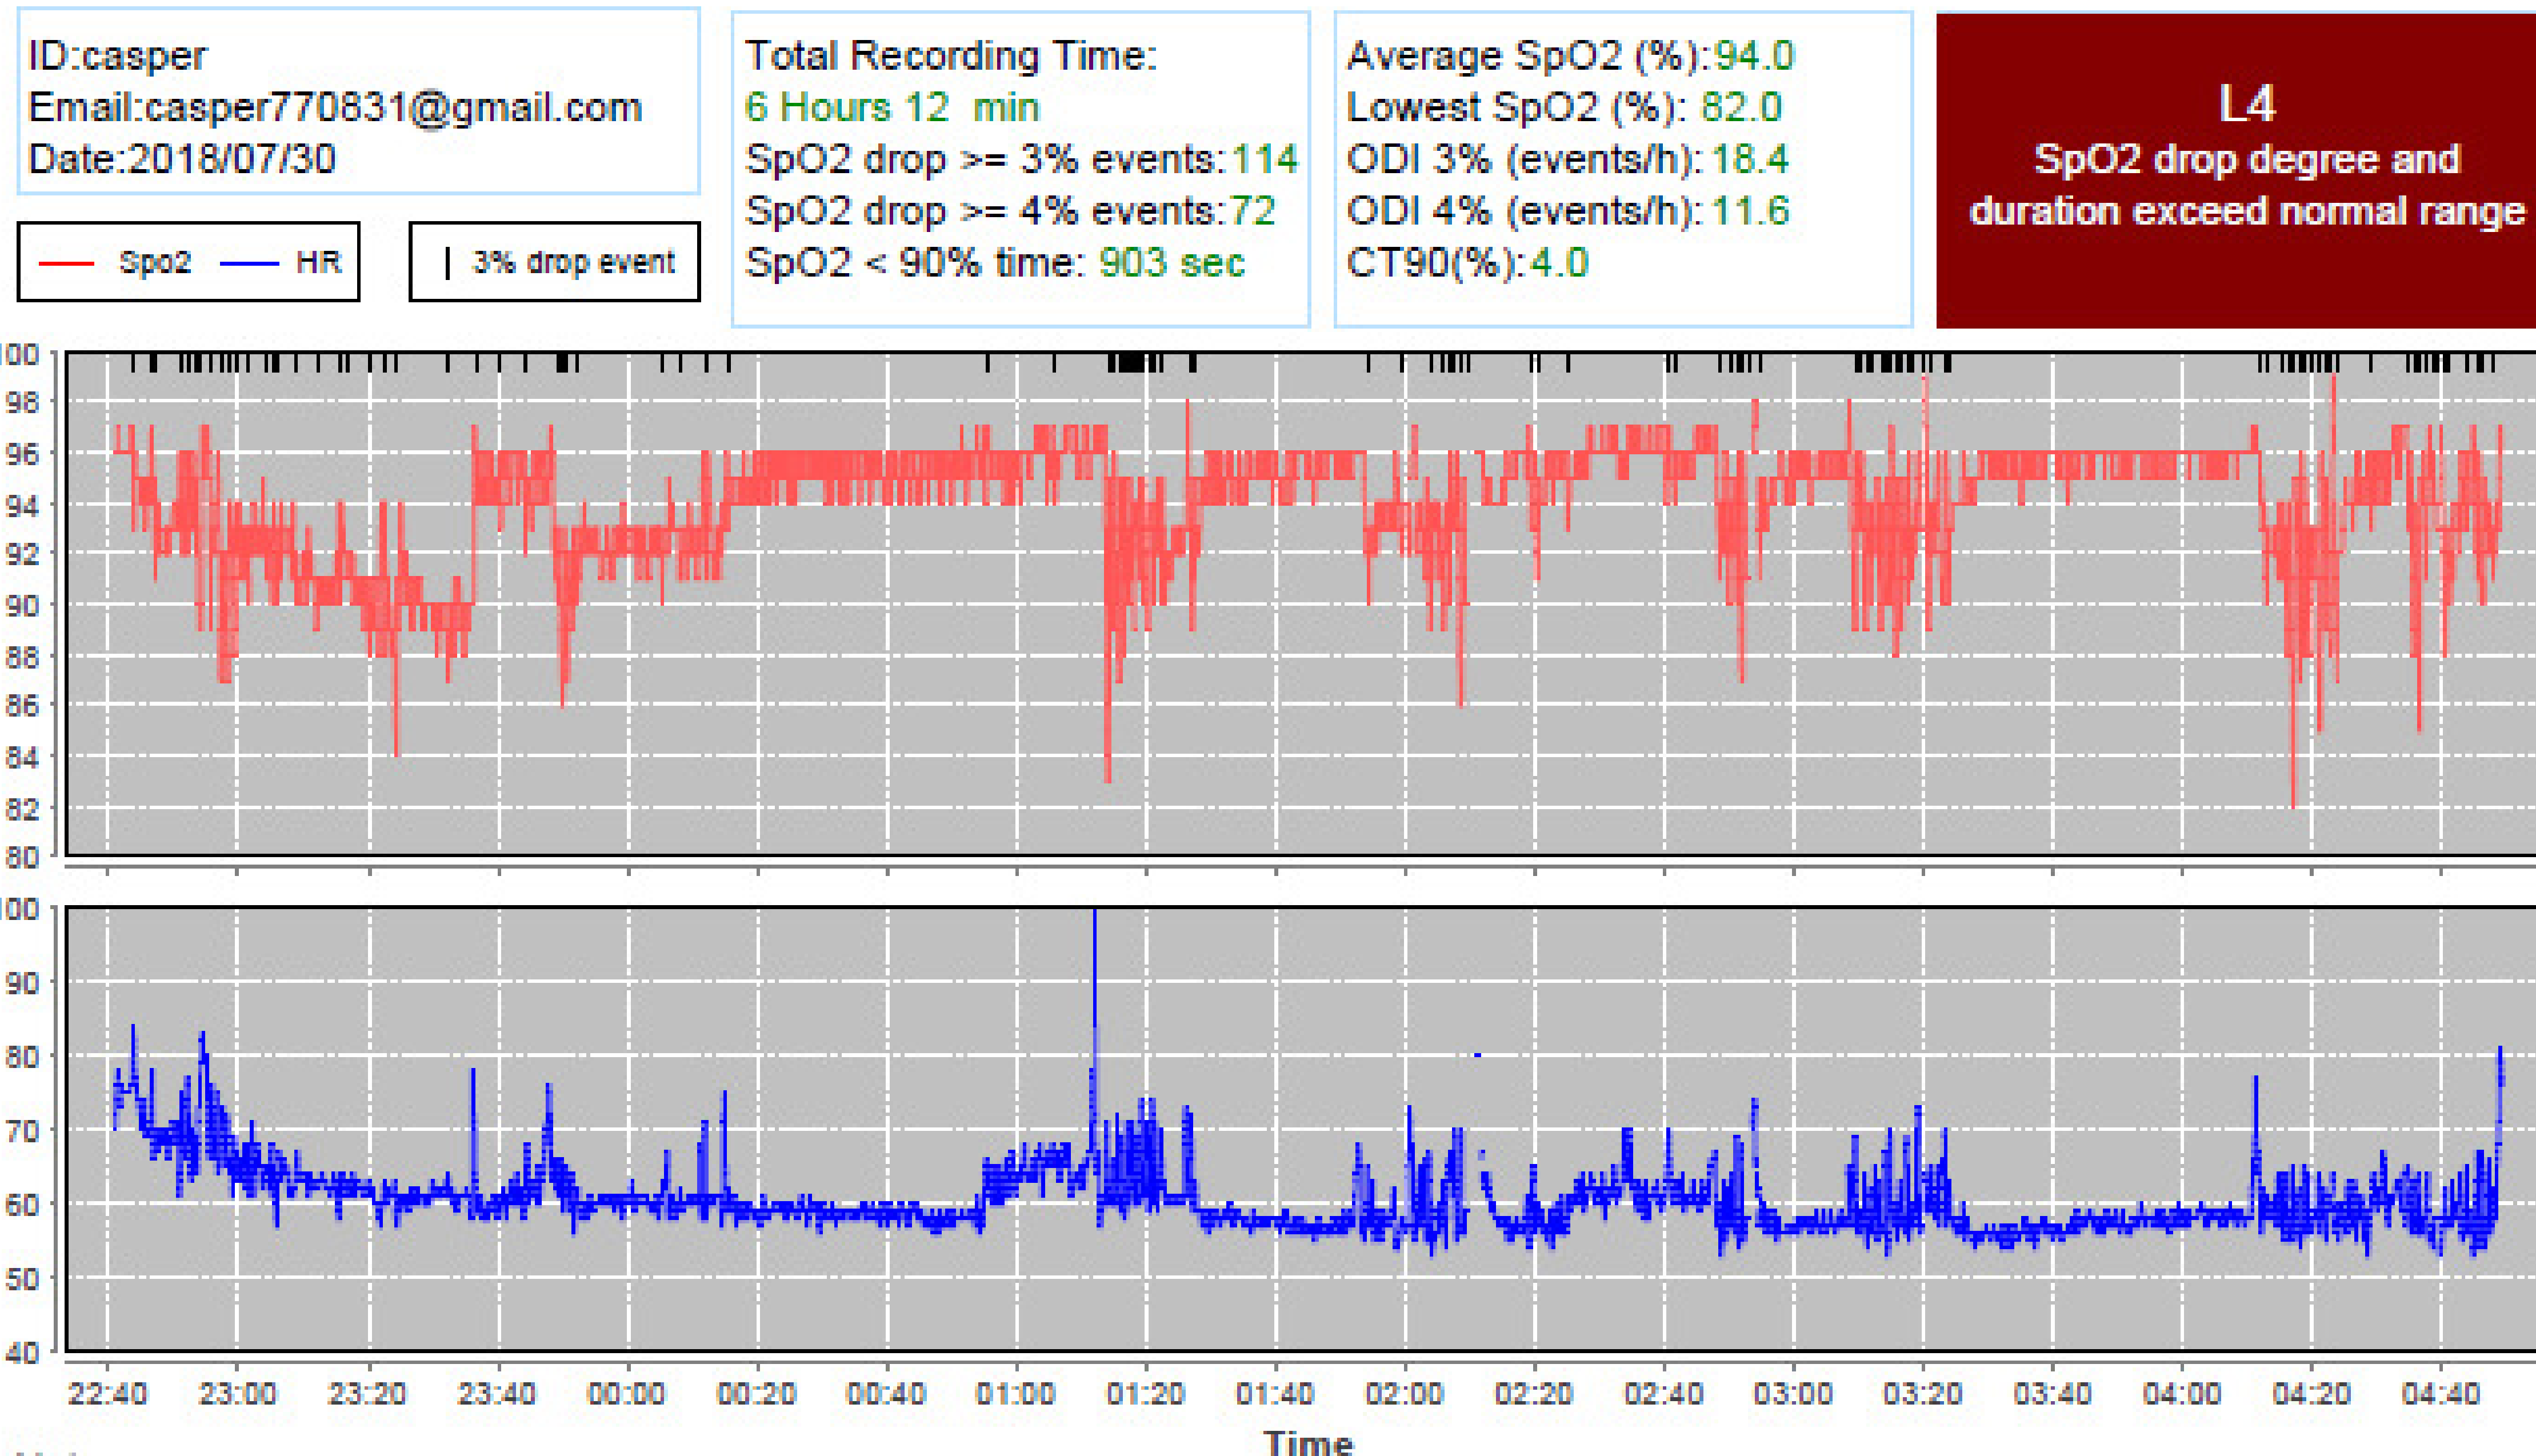 ID:casper
Email:casper770831@gmail.com
Date:2018/07/30
Spo2 HR
3% drop event
Total Recording Time:
6 Hours 12 min
SpO2 drop >= 3% events:114
SpO2 drop >= 4% events:72
SpO2 < 90% time: 903 sec
Average SpO2 (%):94.0
Lowest SpO2 (%): 82.0
ODI 3% (events/h):18.4
ODI 4% (events/h):11.6
CT90(%):4.0
L4
SpO2 drop degree and
duration exceed normal range
100
98
96
94
92
90
88
86
84
82
80
100
90
80
70
60
50
40
22:40 23:00 23:20 23:40 00:00 00:20 00:40 01:00 01:20 01:40 02:00 02:20 02:40 03:00 03:20 03:40 04:00 04:20 04:40
Time